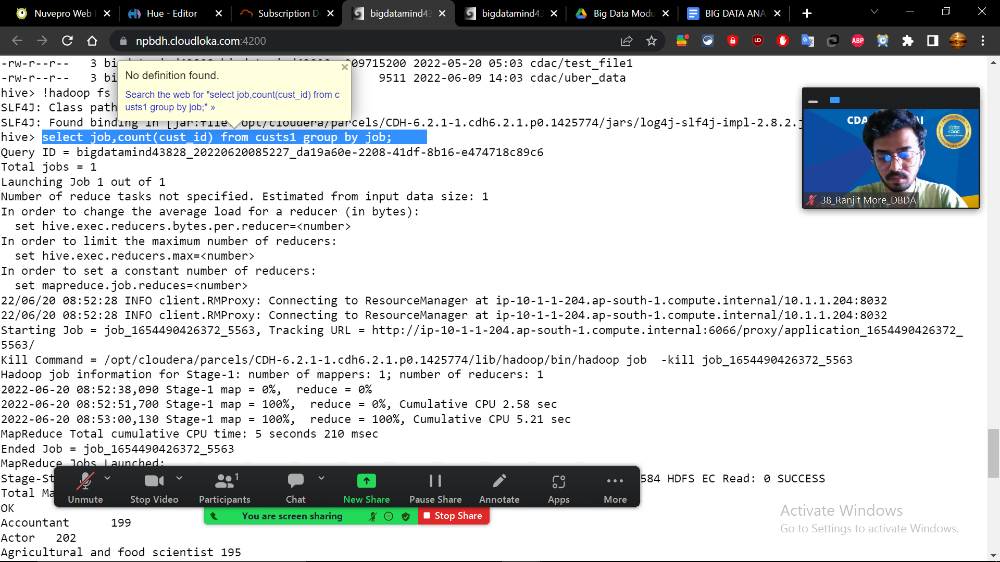 Nuvepro Web
Hue - Editor
Subscription D
bigdatamind43
bigdatamind43
Big Data Modu
BIG DATA ANA
npbdh.cloudloka.com:4200
-rw-r--r--   3 bi
009715200 2022-05-20 05:03 cdac/test_file1
-rw-r--r--   3 bi
9511 2022-06-09 14:03 cdac/uber_data
No definition found.
Search the web for "select job,count(cust_id) from c
usts1 group by job;" »
hive> !hadoop fs
SLF4J: Class path
SLF4J: Found binding in [jar:file:/opt/cloudera/parcels/CDH-6.2.1-1.cdh6.2.1.p0.1425774/jars/log4j-slf4j-impl-2.8.2.j
hive> select job,count(cust_id) from custs1 group by job;
Query ID = bigdatamind43828_20220620085227_da19a60e-2208-41df-8b16-e474718c89c6
Total jobs = 1
Launching Job 1 out of 1
Number of reduce tasks not specified. Estimated from input data size: 1
In order to change the average load for a reducer (in bytes):
  set hive.exec.reducers.bytes.per.reducer=<number>
In order to limit the maximum number of reducers:
  set hive.exec.reducers.max=<number>
In order to set a constant number of reducers:
  set mapreduce.job.reduces=<number>
22/06/20 08:52:28 INFO client.RMProxy: Connecting to ResourceManager at ip-10-1-1-204.ap-south-1.compute.internal/10.1.1.204:8032
22/06/20 08:52:28 INFO client.RMProxy: Connecting to ResourceManager at ip-10-1-1-204.ap-south-1.compute.internal/10.1.1.204:8032
Starting Job = job_1654490426372_5563, Tracking URL = http://ip-10-1-1-204.ap-south-1.compute.internal:6066/proxy/application_1654490426372_
5563/
Kill Command = /opt/cloudera/parcels/CDH-6.2.1-1.cdh6.2.1.p0.1425774/lib/hadoop/bin/hadoop job  -kill job_1654490426372_5563
Hadoop job information for Stage-1: number of mappers: 1; number of reducers: 1
2022-06-20 08:52:38,090 Stage-1 map = 0%,  reduce = 0%
2022-06-20 08:52:51,700 Stage-1 map = 100%,  reduce = 0%, Cumulative CPU 2.58 sec
2022-06-20 08:53:00,130 Stage-1 map = 100%,  reduce = 100%, Cumulative CPU 5.21 sec
MapReduce Total cumulative CPU time: 5 seconds 210 msec
Ended Job = job_1654490426372_5563
MapReduce Jobs Launched:
Stage-St
584 HDFS EC Read: 0 SUCCESS
Total Ma
OK
Accountant      199
Actor   202
Agricultural and food scientist 195
CDA
AI
सीडैक
CDAC
38_Ranjit More_DBDA
1
Unmute
Stop Video
Participants
Chat
New Share
Pause Share
Annotate
Apps
More
You are screen sharing
Stop Share
Activate Windows
Go to Settings to activate Windows.
ABP